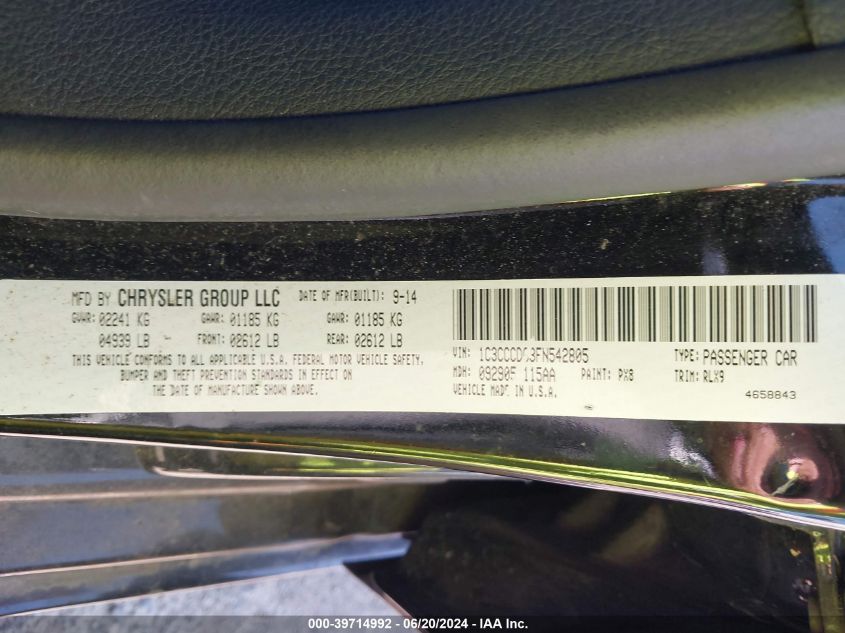 MFD BY CHRYSLER GROUP LLC DATE OF MFR(BUILT): 9-14
GVWR: 02241 KG GAWR: 01185 KG GAWR: 01185 KG
04939 LB FRONT: 02612 LB REAR: 02612 LB
THIS VEHICLE CONFORMS TO ALL APPLICABLE U.S.A. FEDERAL MOTOR VEHICLE SAFETY,
BUMPER AND THEFT PREVENTION STANDARDS IN EFFECT ON
THE DATE OF MANUFACTURE SHOWN ABOVE.
VIN: TYPE: PASSENGER CAR
MDH: 115AA PAINT: PX8 TRIM: RLX9
VEHICLE MADE IN U.S.A. 4658843
000-39714992 - 06/20/2024 - IAA Inc.